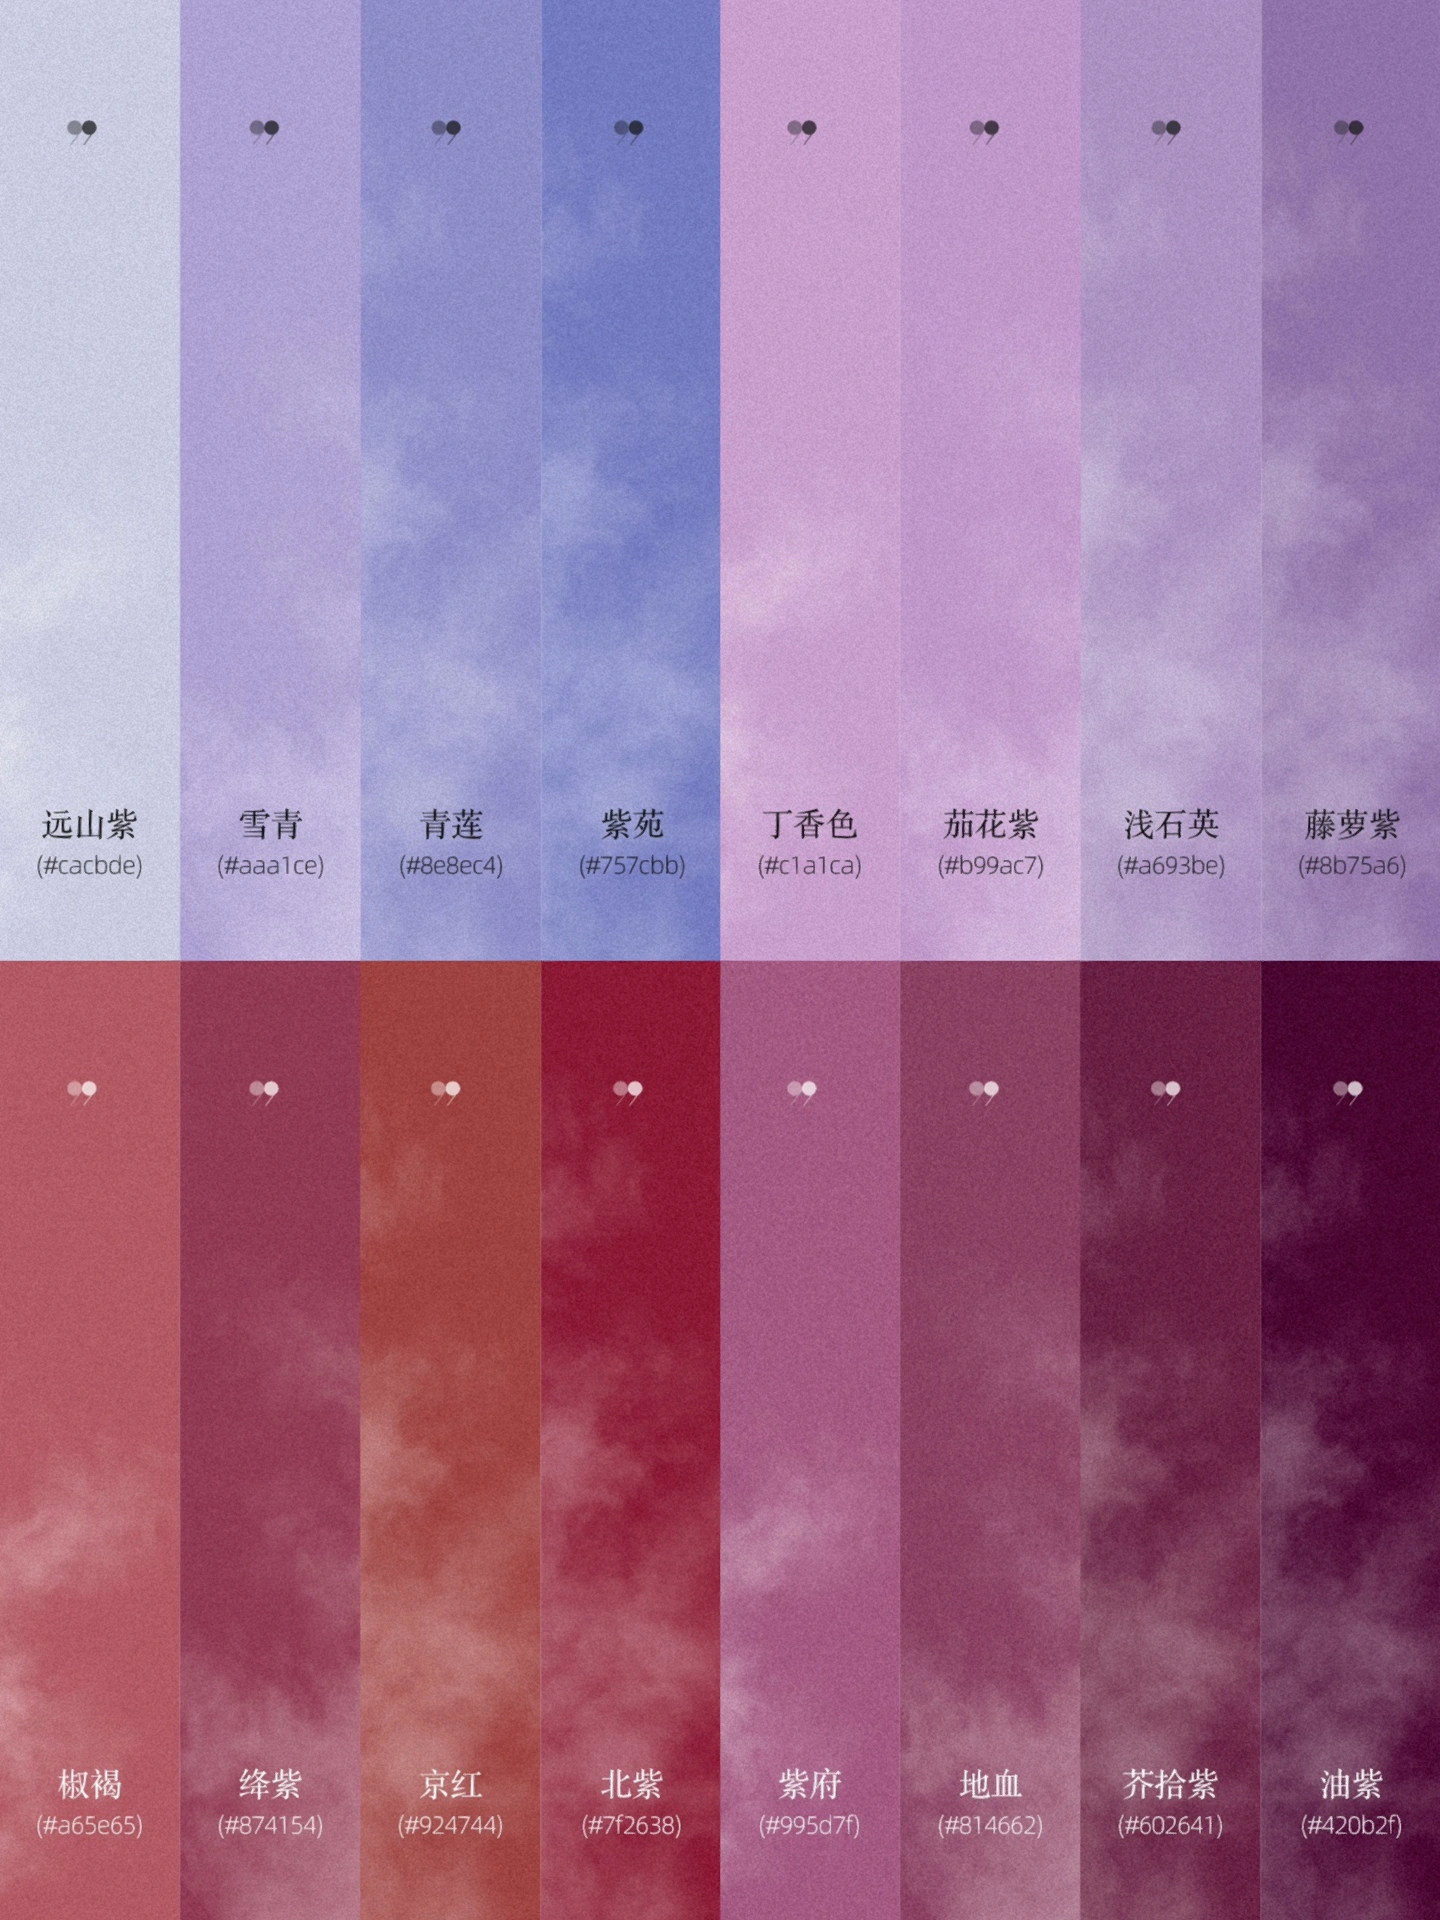 远山紫
(#cacbde)
雪青
(#aaa1ce)
青莲
(#8e8ec4)
紫苑
(#757cbb)
丁香色
(#c1a1ca)
茄花紫
(#b99ac7)
浅石英
(#a693be)
藤萝紫
(#8b75a6)
椒褐
(#a65e65)
绛紫
(#874154)
京红
(#924744)
北紫
(#7f2638)
紫府
(#995d7f)
地血
(#814662)
芥拾紫
(#602641)
油紫
(#420b2f)